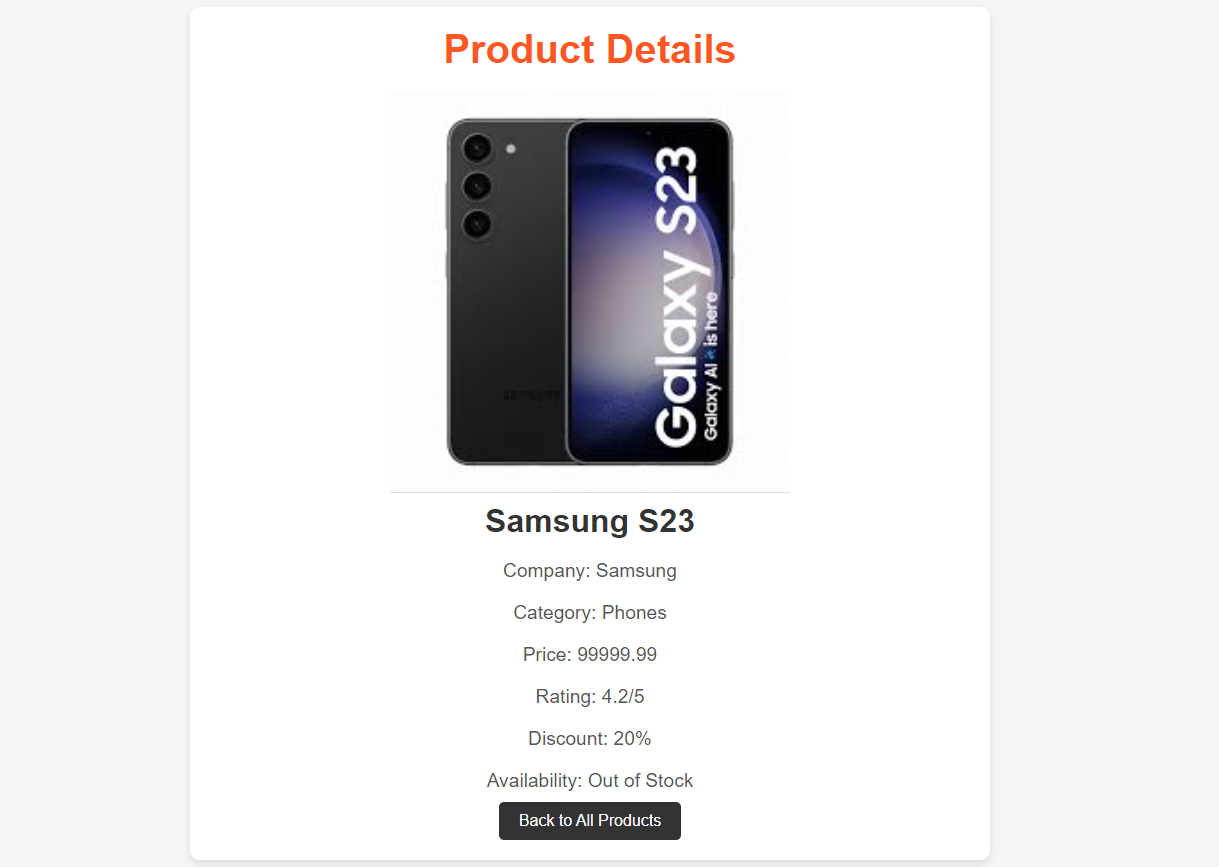 Product Details
Galaxy S23
Galaxy AI is here
SAMSUNG
Samsung S23
Company: Samsung
Category: Phones
Price: 99999.99
Rating: 4.2/5
Discount: 20%
Availability: Out of Stock
Back to All Products